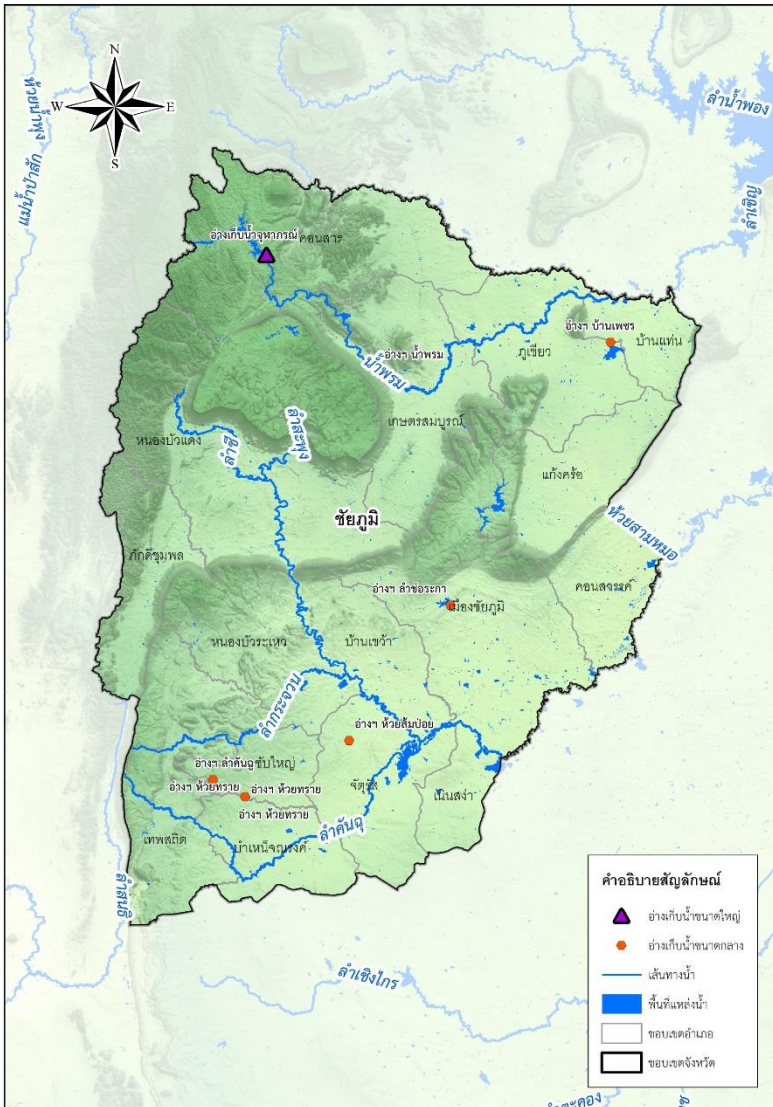 N
W
E
S
ห้วยน้ำพุง
แม่น้ำป่าสัก
ลำน้ำพอง
ลำเชิญ
อ่างเก็บน้ำจุฬาภรณ์
คอนสาร
อ่างฯ บ้านเพชร
บ้านแท่น
อ่างฯ น้ำพรม
ภูเขียว
น้ำพรม
เกษตรสมบูรณ์
หนองบัวแดง
ลำชี
ลำสะพุง
แก้งคร้อ
ชัยภูมิ
ห้วยสามหมอ
ภักดีชุมพล
คอนสวรรค์
อ่างฯ ลำช่อระกา
เมืองชัยภูมิ
หนองบัวระเหว
บ้านเขว้า
ลำกระจวน
อ่างฯ ห้วยส้มป่อย
อ่างฯ ลำคันฉู
ซับใหญ่
อ่างฯ ห้วยทราย
อ่างฯ ห้วยทราย
อ่างฯ ห้วยทราย
จัตุรัส
เนินสง่า
ลำคันฉุ
เทพสถิต
บำเหน็จณรงค์
ลำสนธิ
ลำเชิงไกร
คำอธิบายสัญลักษณ์
อ่างเก็บน้ำขนาดใหญ่
อ่างเก็บน้ำขนาดกลาง
เส้นทางน้ำ
พื้นที่แหล่งน้ำ
ขอบเขตอำเภอ
ขอบเขตจังหวัด